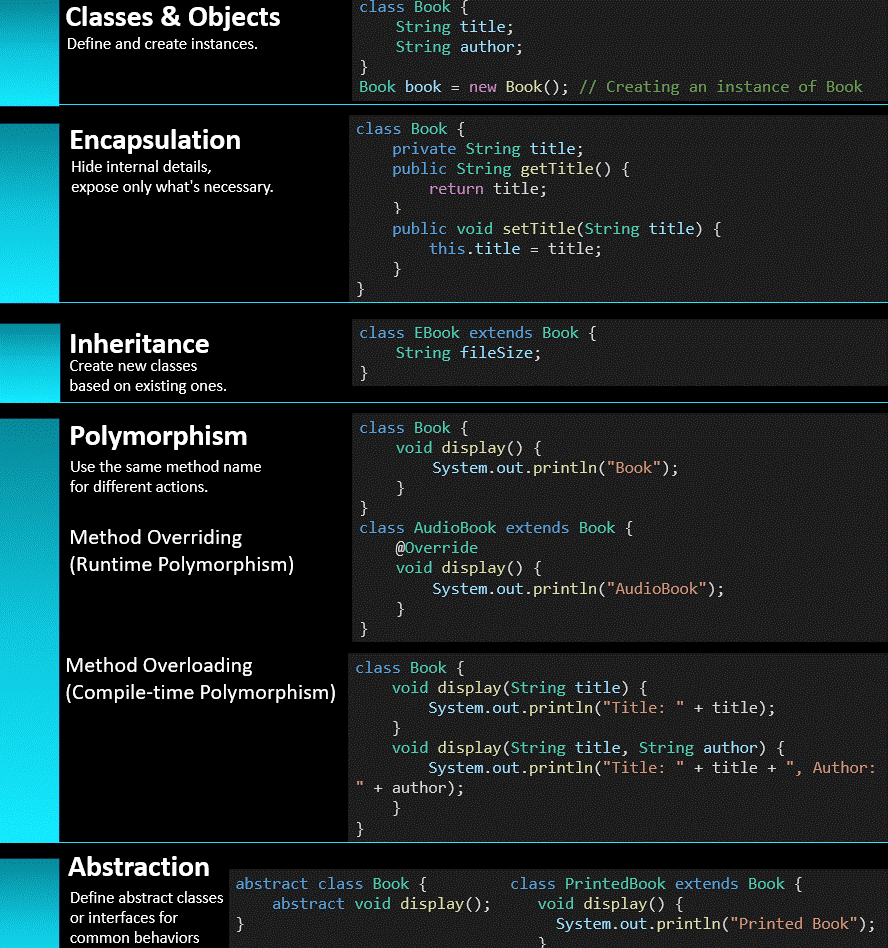 Classes & Objects
Define and create instances.
class Book {
    String title;
    String author;
}
Book book = new Book(); // Creating an instance of Book
Encapsulation
Hide internal details,
expose only what's necessary.
class Book {
    private String title;
    public String getTitle() {
        return title;
    }
    public void setTitle(String title) {
        this.title = title;
    }
}
Inheritance
Create new classes
based on existing ones.
class EBook extends Book {
    String fileSize;
}
Polymorphism
Use the same method name
for different actions.
Method Overriding
(Runtime Polymorphism)
class Book {
    void display() {
        System.out.println("Book");
    }
}
class AudioBook extends Book {
    @Override
    void display() {
        System.out.println("AudioBook");
    }
}
Method Overloading
(Compile-time Polymorphism)
class Book {
    void display(String title) {
        System.out.println("Title: " + title);
    }
    void display(String title, String author) {
        System.out.println("Title: " + title + ", Author:
" + author);
    }
}
Abstraction
Define abstract classes
or interfaces for
common behaviors
abstract class Book {
    abstract void display();
}
class PrintedBook extends Book {
    void display() {
        System.out.println("Printed Book");
    }